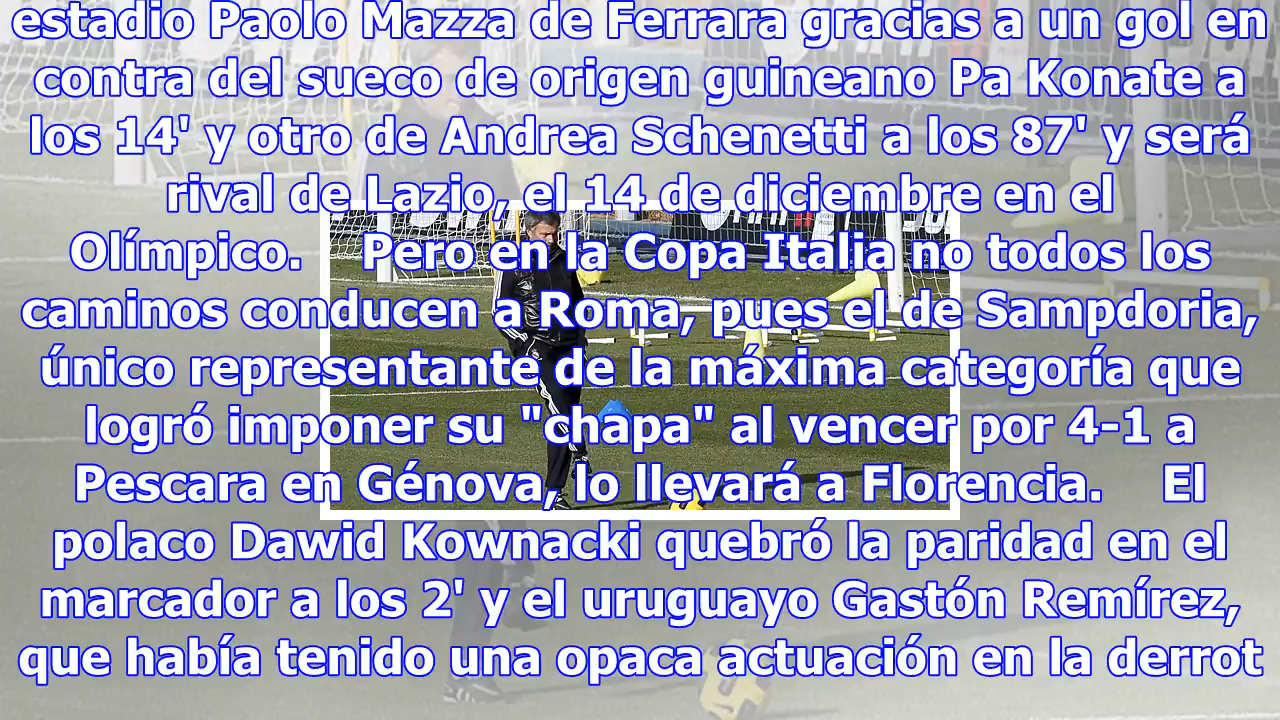 estadio Paolo Mazza de Ferrara gracias a un gol en
contra del sueco de origen guineano Pa Konate a
los 14' y otro de Andrea Schenetti a los 87' y será
rival de Lazio, el 14 de diciembre en el
Olímpico.    Pero en la Copa Italia no todos los
caminos conducen a Roma, pues el de Sampdoria,
único representante de la máxima categoría que
logró imponer su "chapa" al vencer por 4-1 a
Pescara en Génova, lo llevará a Florencia.    El
polaco Dawid Kownacki quebró la paridad en el
marcador a los 2' y el uruguayo Gastón Remírez,
que había tenido una opaca actuación en la derrot